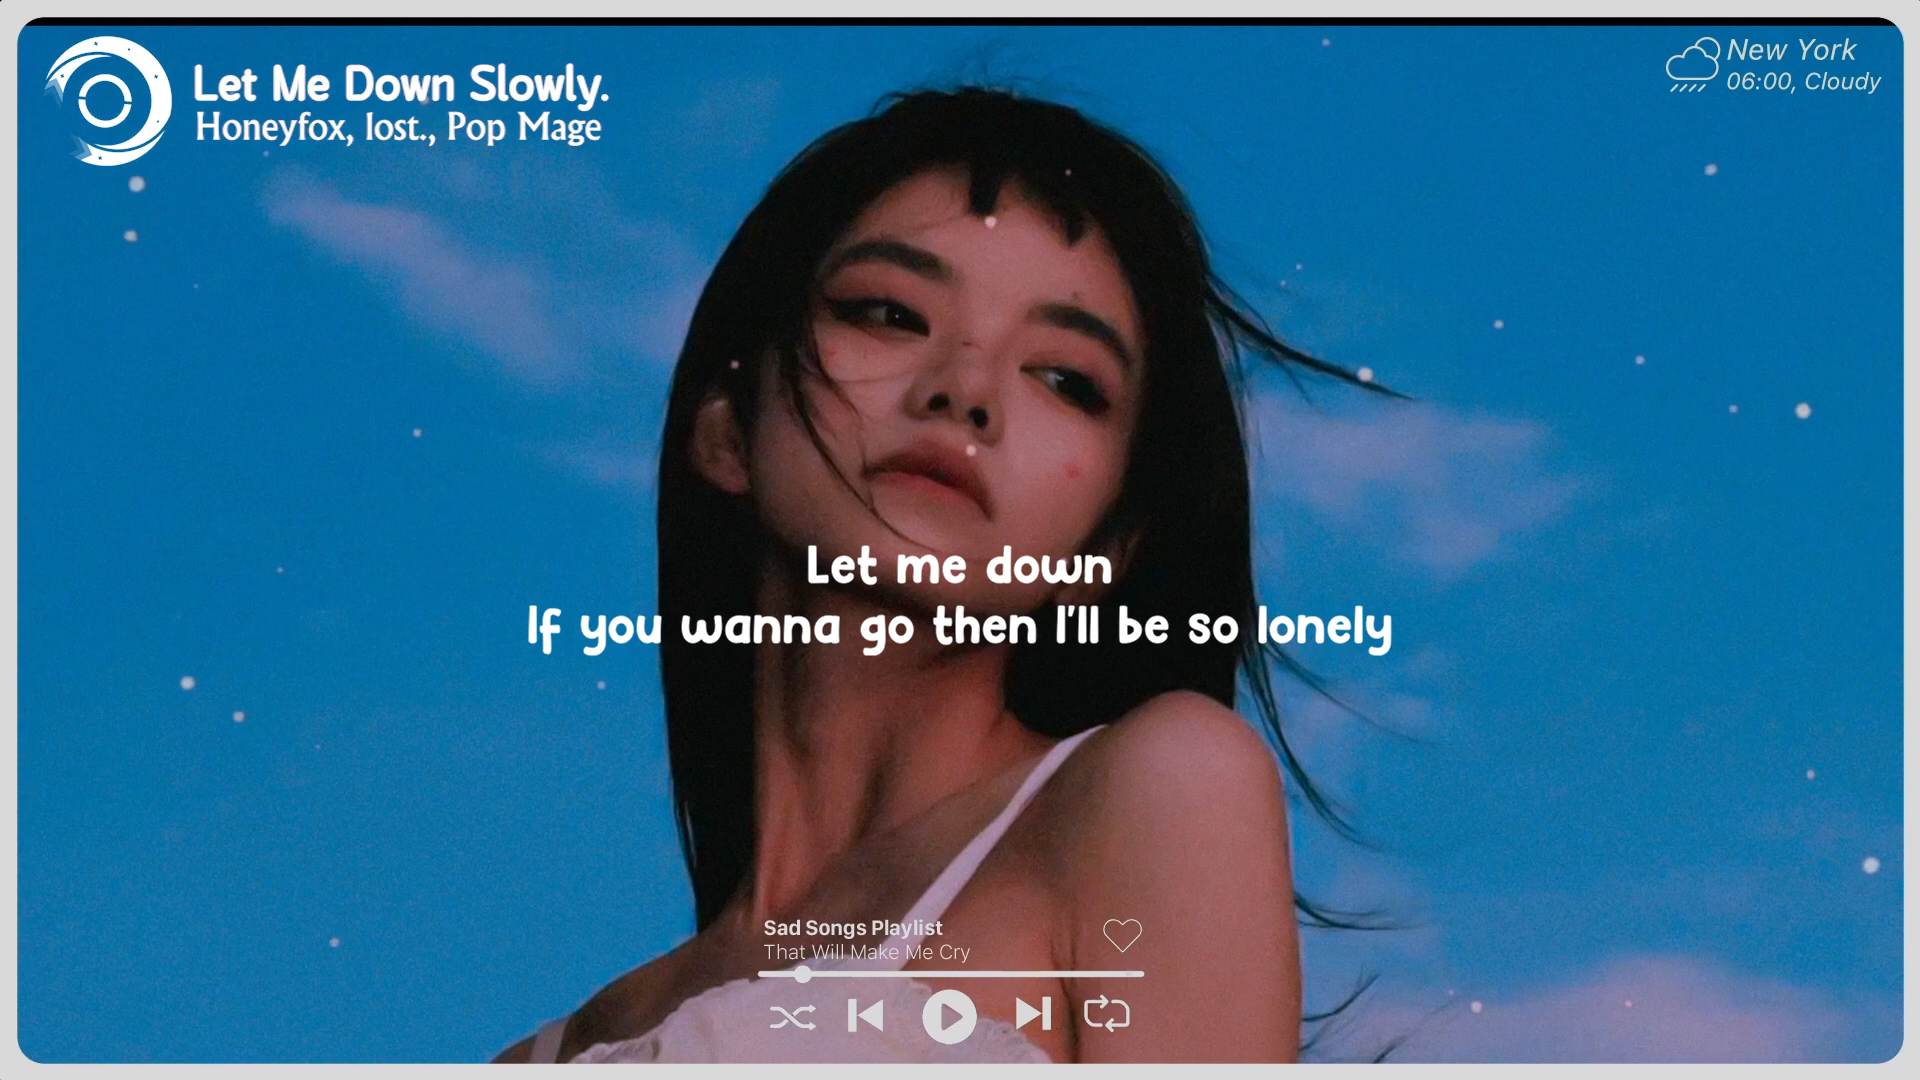 Let Me Down Slowly.
Honeyfox, lost., Pop Mage
New York
06:00, Cloudy
Let me down
If you wanna go then I'll be so lonely
Sad Songs Playlist
That Will Make Me Cry